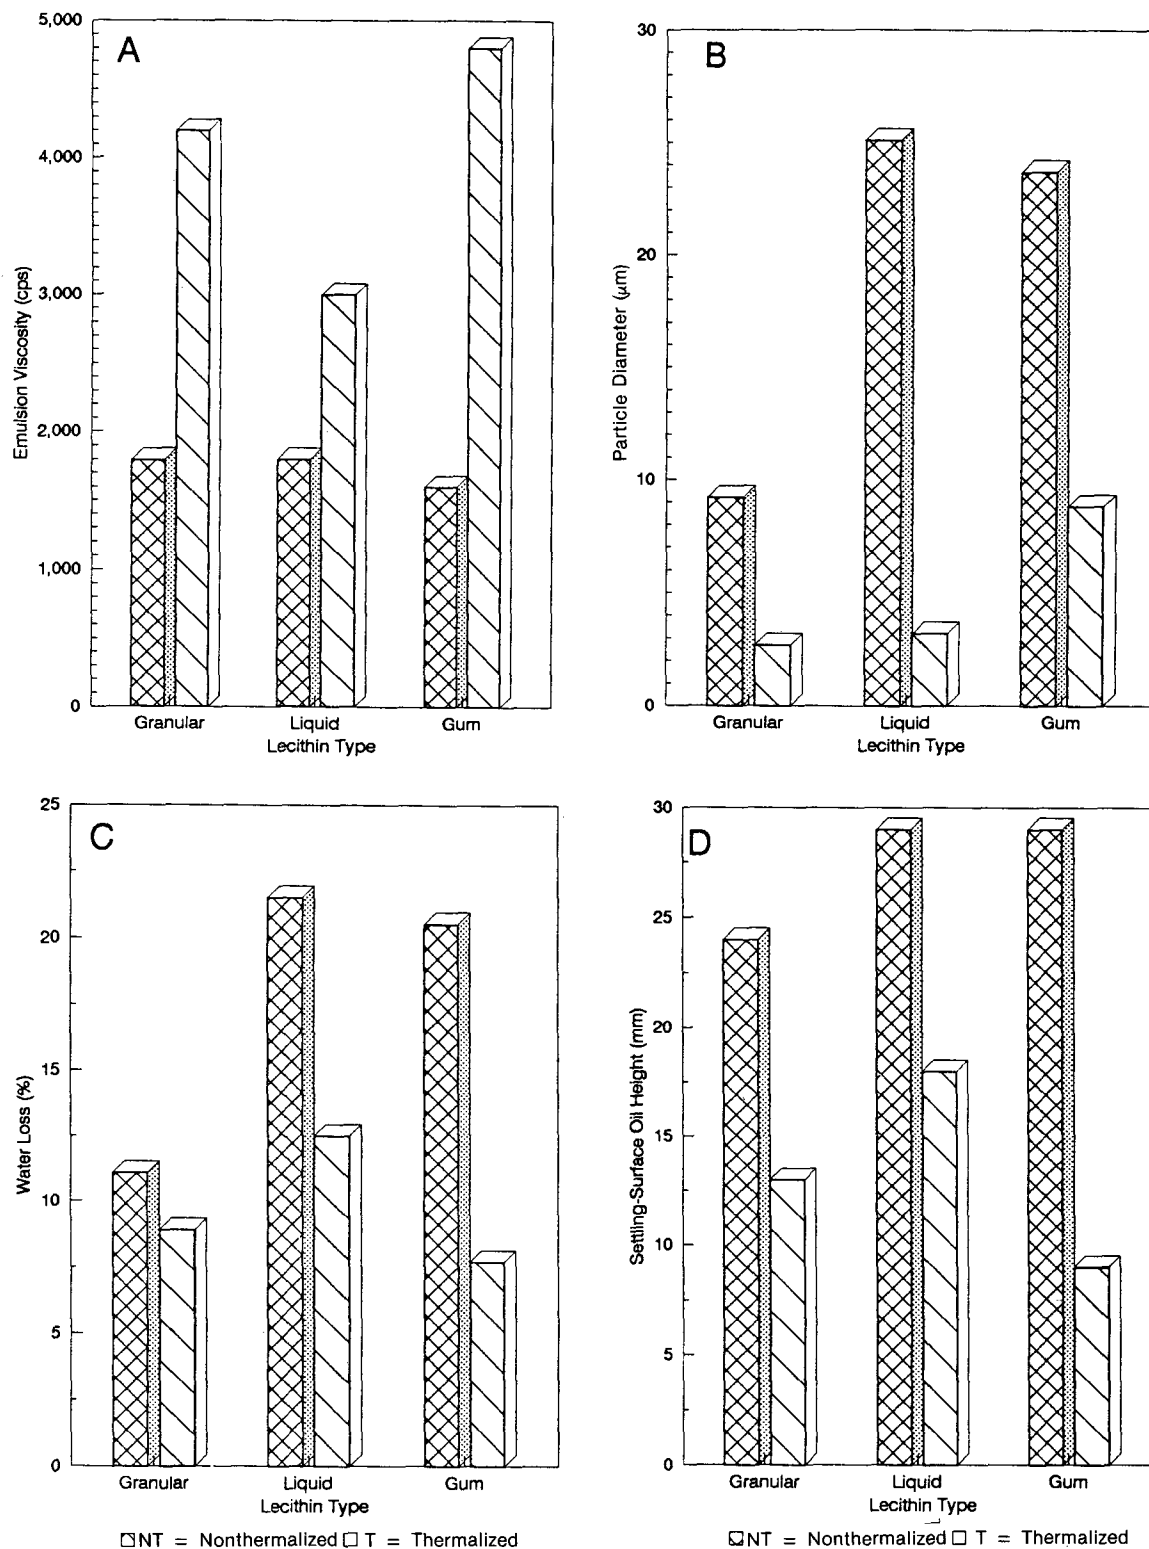 A
5,000
4,000
3,000
2,000
1,000
0
Emulsion Viscosity (cps)
Granular Liquid Gum
Lecithin Type
B
30
20
10
0
Particle Diameter (μm)
Granular Liquid Gum
Lecithin Type
C
25
20
15
10
5
0
Water Loss (%)
Granular Liquid Gum
Lecithin Type
NT = Nonthermalized T = Thermalized
D
30
25
20
15
10
5
0
Settling-Surface Oil Height (mm)
Granular Liquid Gum
Lecithin Type
NT = Nonthermalized T = Thermalized